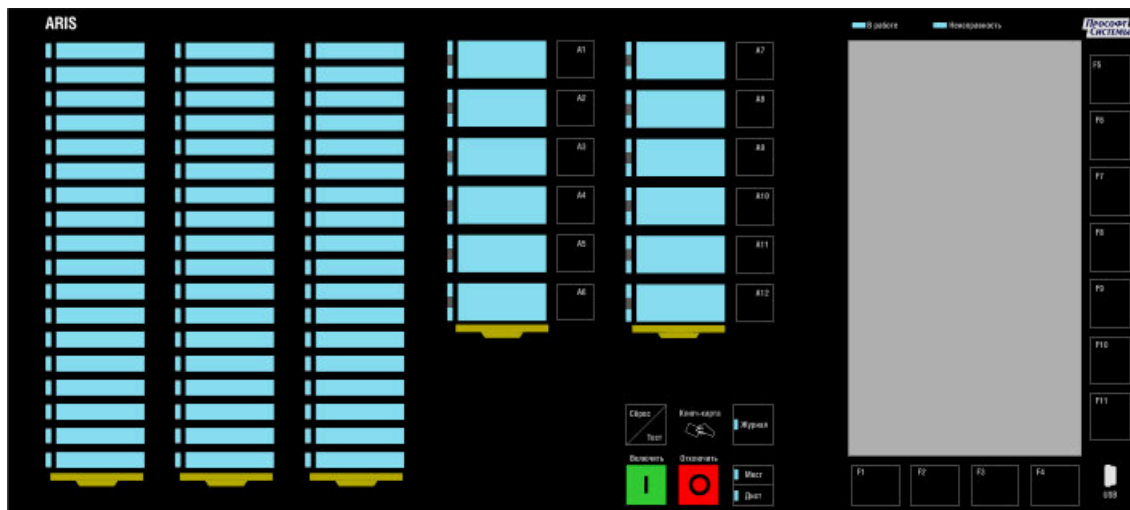 ARIS
В работе
Неисправность
Прософт
Системы
A1
A7
F5
A2
A8
F6
A3
A9
F7
A4
A10
F8
A5
A11
F9
A6
A12
F10
F11
Сброс
Тест
Ключ-карта
Журнал
Включить
Отключить
I
O
Мест
Дист
F1
F2
F3
F4
USB